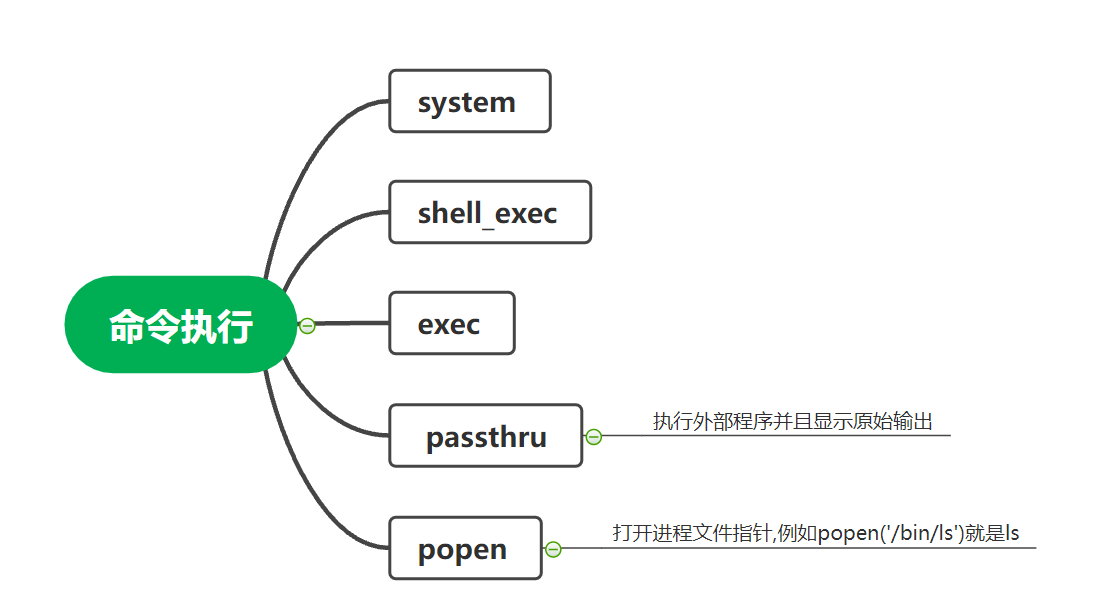 system
shell_exec
命令执行
exec
passthru
执行外部程序并且显示原始输出
popen
打开进程文件指针,例如popen('/bin/ls')就是ls